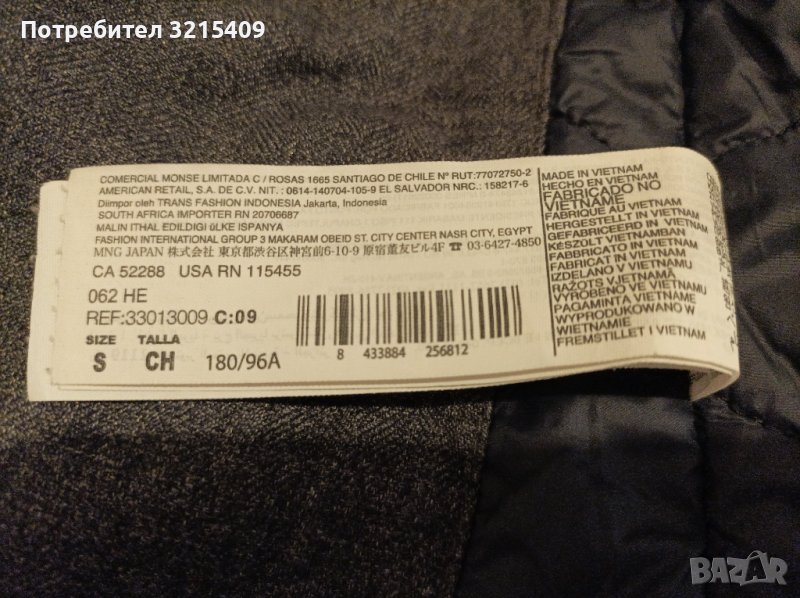 Потребител 3215409
COMERCIAL MONSE LIMITADA C / ROSAS 1665 SANTIAGO DE CHILE Nº RUT:77072750-2
AMERICAN RETAIL, S.A. DE C.V. NIT. : 0614-140704-105-9 EL SALVADOR NRC.: 158217-6
Diimpor oleh TRANS FASHION INDONESIA Jakarta, Indonesia
SOUTH AFRICA IMPORTER RN 20706687
MALIN ITHAL EDILDIGI üLKE ISPANYA
FASHION INTERNATIONAL GROUP 3 MAKARAM OBEID ST. CITY CENTER NASR CITY, EGYPT
MNG JAPAN 株式会社 東京都渋谷区神宮前6-10-9 原宿董友ビル4F ☎ 03-6427-4850
CA 52288 USA RN 115455
062 HE
REF:33013009 C:09
SIZE TALLA
S CH 180/96A
8 433884 256812
MADE IN VIETNAM
HECHO EN VIETNAM
FABRICADO NO
VIETNAME
FABRIQUÉ AU VIETNAM
HERGESTELLT IN VIETNAM
GEFABRICEERD IN VIETNAM
KÉSZÜLT VIETNAMBAN
FABBRICATO IN VIETNAM
FABRICAT IN VIETNAM
IZDELANO V VIETNAMU
RAŽOTS VJETNAMĀ
VYROBENO VE VIETNAMU
PAGAMINTA VIETNAME
WYPRODUKOWANO W
WIETNAMIE
FREMSTILLET I VIETNAM
BAZAR